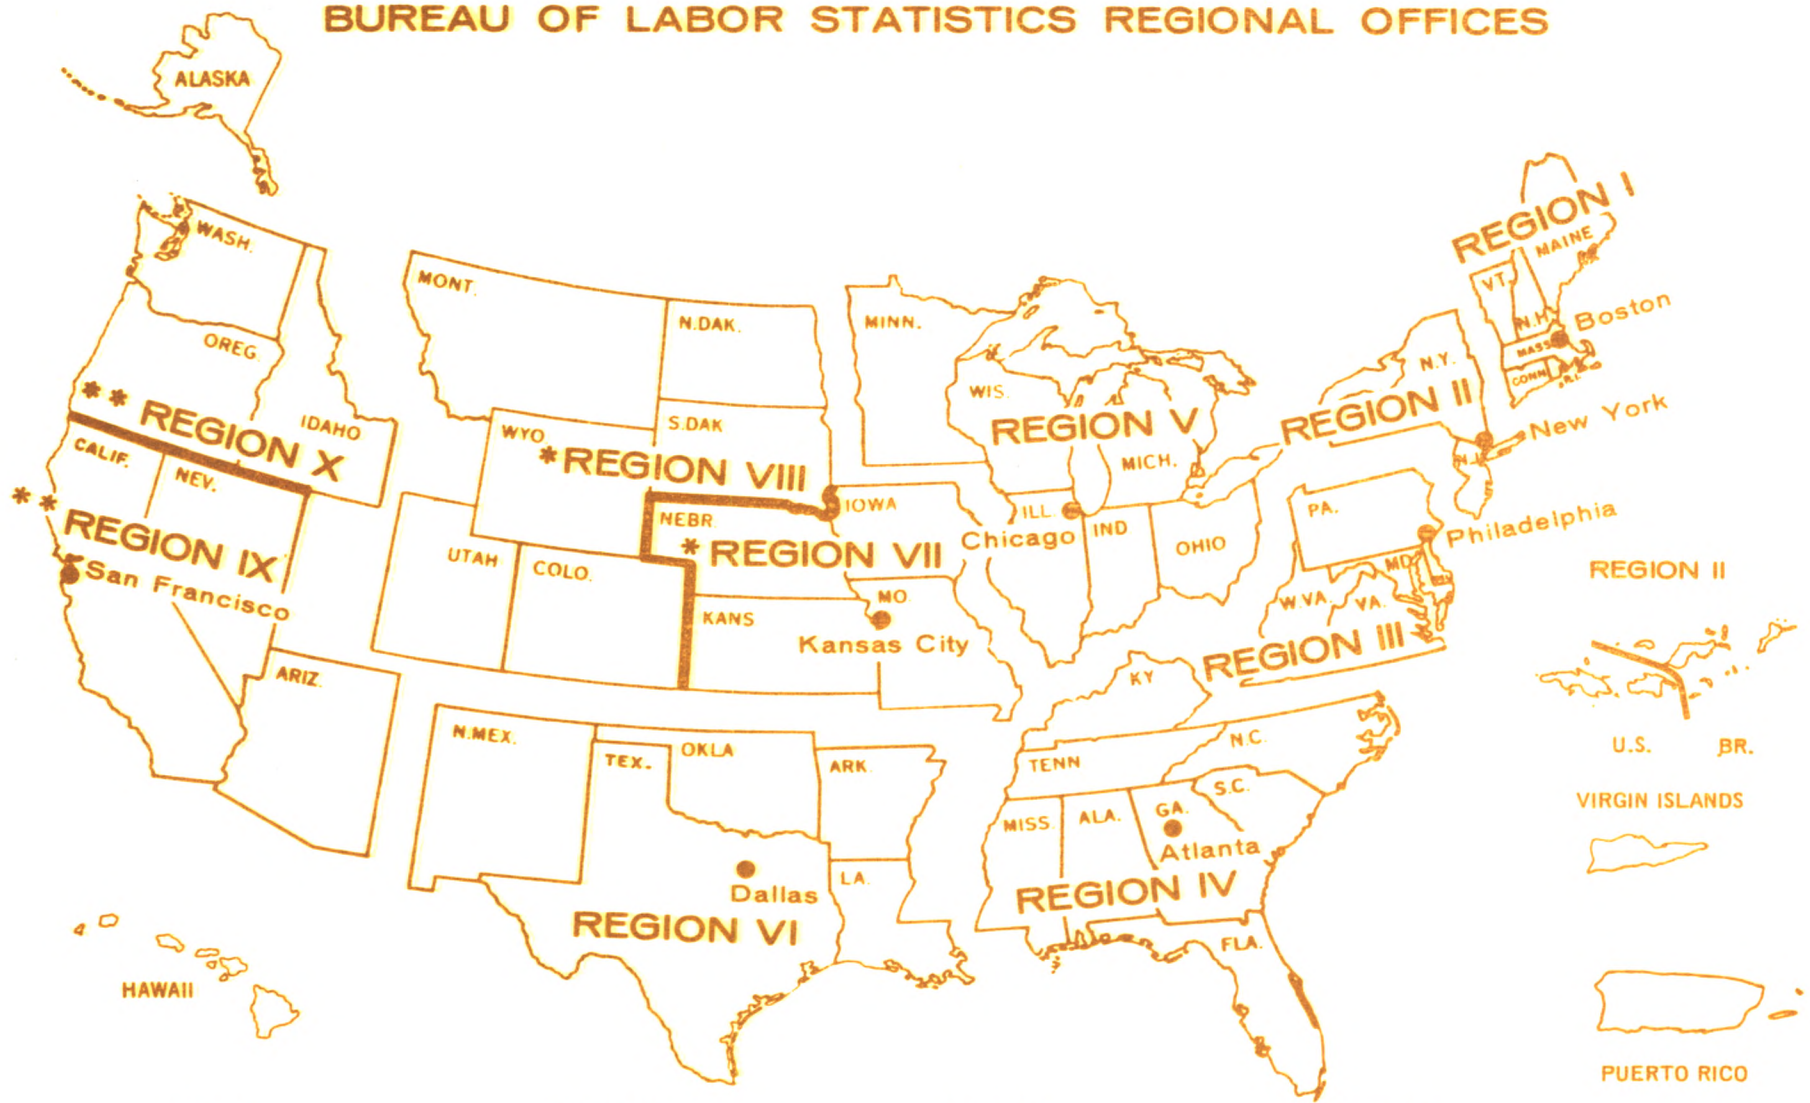 BUREAU OF LABOR STATISTICS REGIONAL OFFICES
ALASKA
WASH.
OREG.
IDAHO
** REGION X
CALIF.
NEV.
** REGION IX
San Francisco
ARIZ.
HAWAII
MONT.
N.DAK.
S.DAK
WYO.
* REGION VIII
UTAH
COLO.
NEBR.
IOWA
* REGION VII
KANS
MO
Kansas City
N.MEX.
TEX.
OKLA
ARK.
LA.
Dallas
REGION VI
MINN.
WIS.
REGION V
MICH.
ILL.
Chicago
IND
OHIO
KY
TENN
N.C.
S.C.
MISS.
ALA.
GA.
Atlanta
REGION IV
FLA.
REGION I
MAINE
VT.
N.H.
Boston
MASS
CONN
R.I.
N.Y.
REGION II
New York
N.J.
PA.
Philadelphia
MD
W.VA.
VA.
REGION III
REGION II
U.S. BR.
VIRGIN ISLANDS
PUERTO RICO